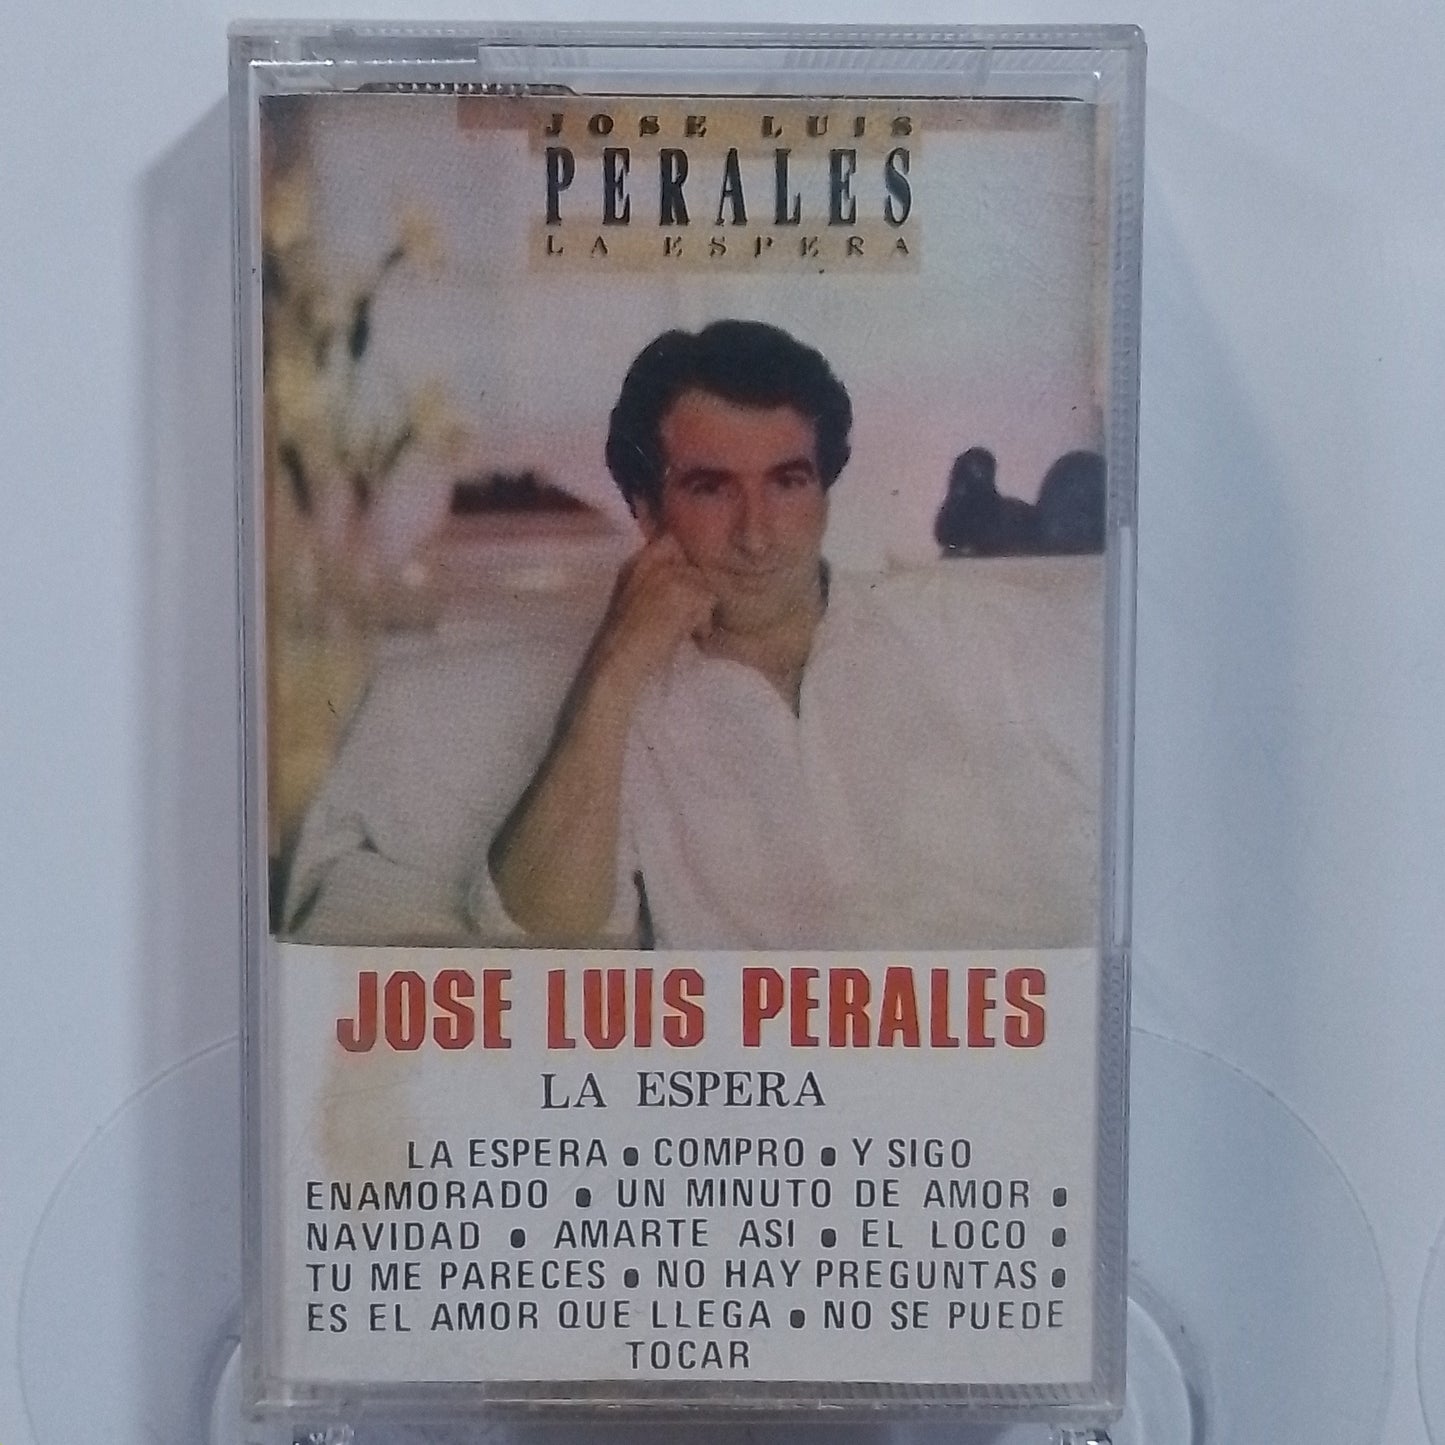 JOSE LUIS
PERALES
LA ESPERA
JOSE LUIS PERALES
LA ESPERA
LA ESPERA • COMPRO • Y SIGO
ENAMORADO • UN MINUTO DE AMOR •
NAVIDAD • AMARTE ASI • EL LOCO •
TU ME PARECES • NO HAY PREGUNTAS •
ES EL AMOR QUE LLEGA • NO SE PUEDE
TOCAR